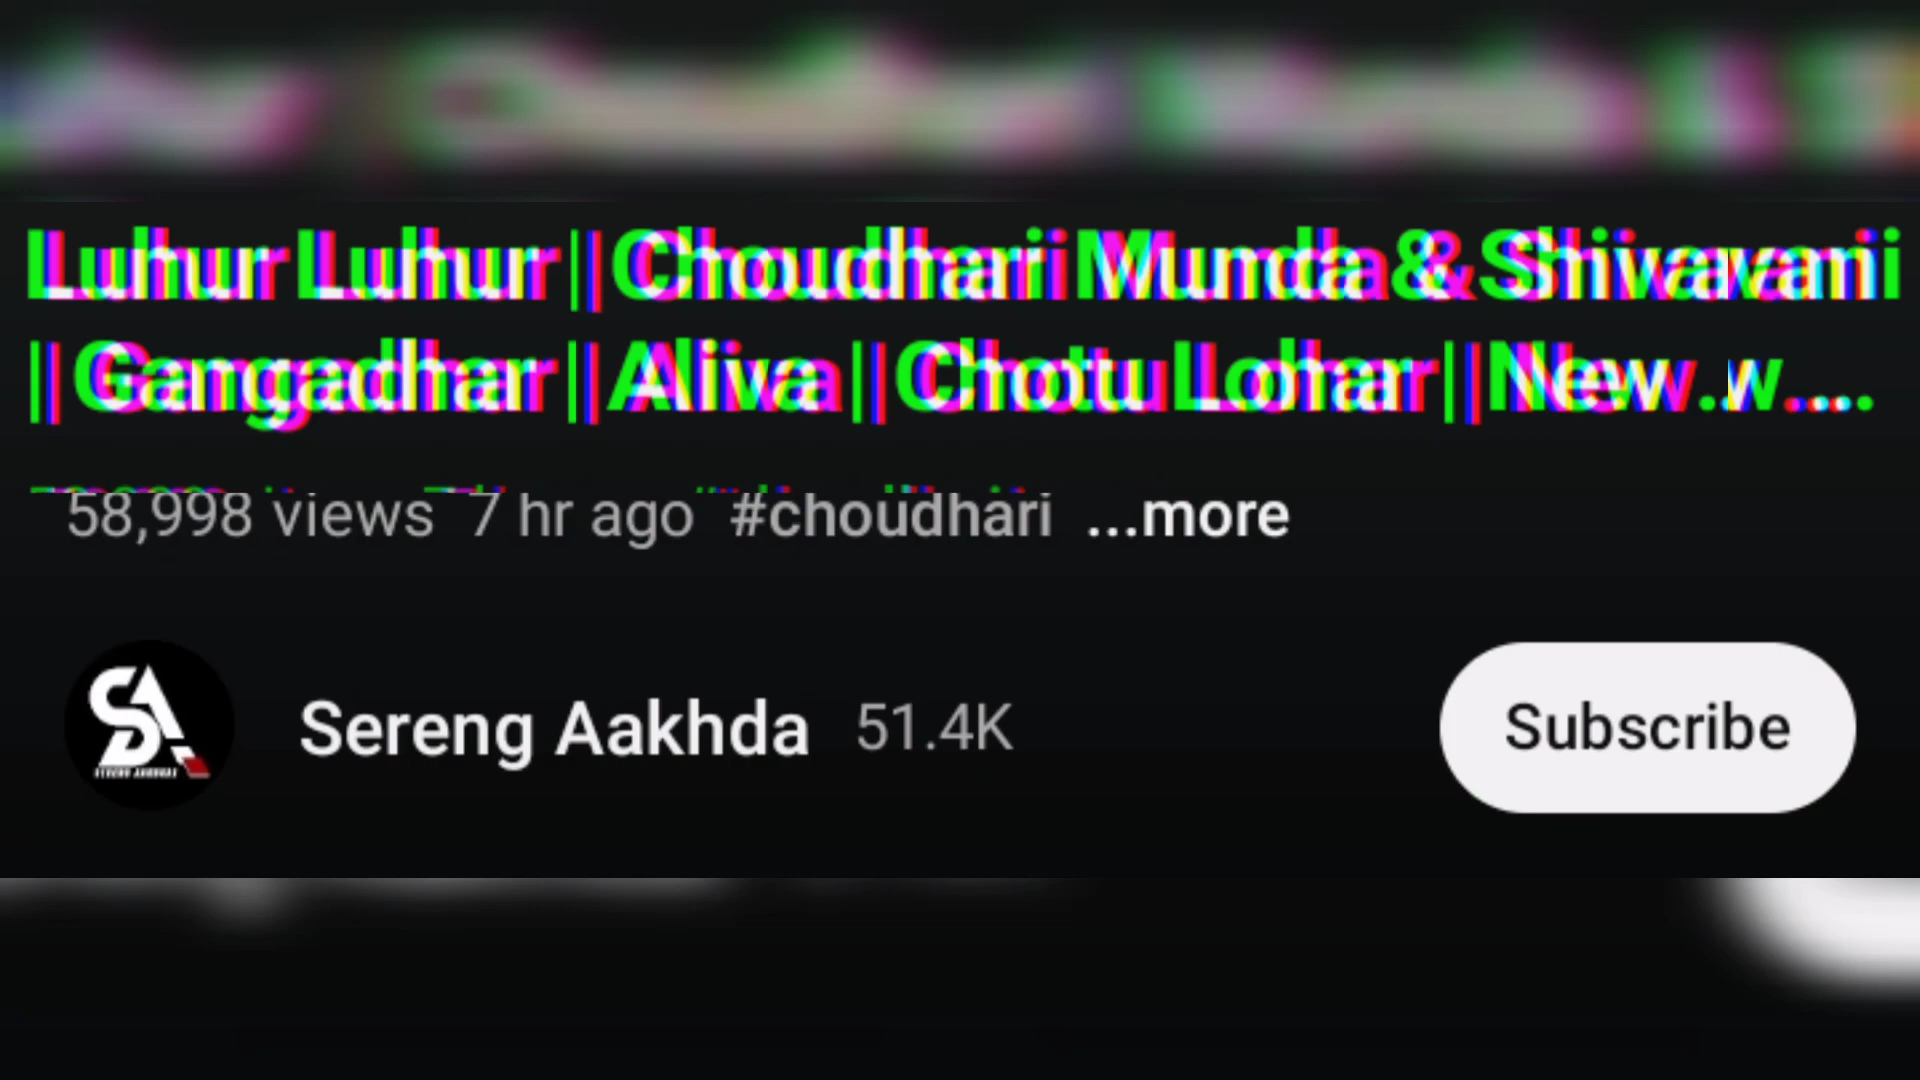 Luhur Luhur || Choudhari Munda & Shivani
|| Gangadhar || Aliva || Chotu Lohar || New...
58,998 views 7 hr ago #choudhari ...more
Sereng Aakhda 51.4K
Subscribe